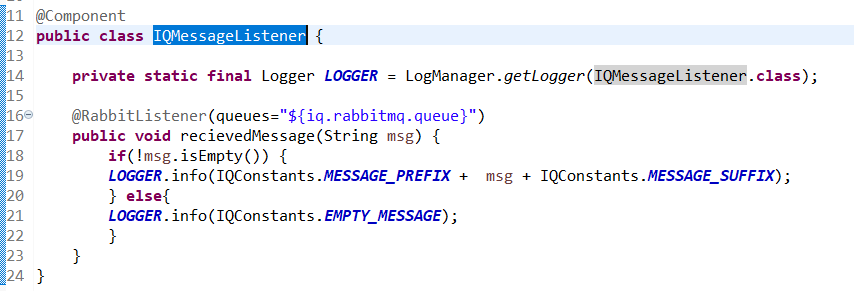 11 @Component
12 public class IQMessageListener {
13
14     private static final Logger LOGGER = LogManager.getLogger(IQMessageListener.class);
15
16     @RabbitListener(queues="${iq.rabbitmq.queue}")
17     public void recievedMessage(String msg) {
18         if(!msg.isEmpty()) {
19         LOGGER.info(IQConstants.MESSAGE_PREFIX +  msg + IQConstants.MESSAGE_SUFFIX);
20         } else{
21         LOGGER.info(IQConstants.EMPTY_MESSAGE);
22         }
23     }
24 }